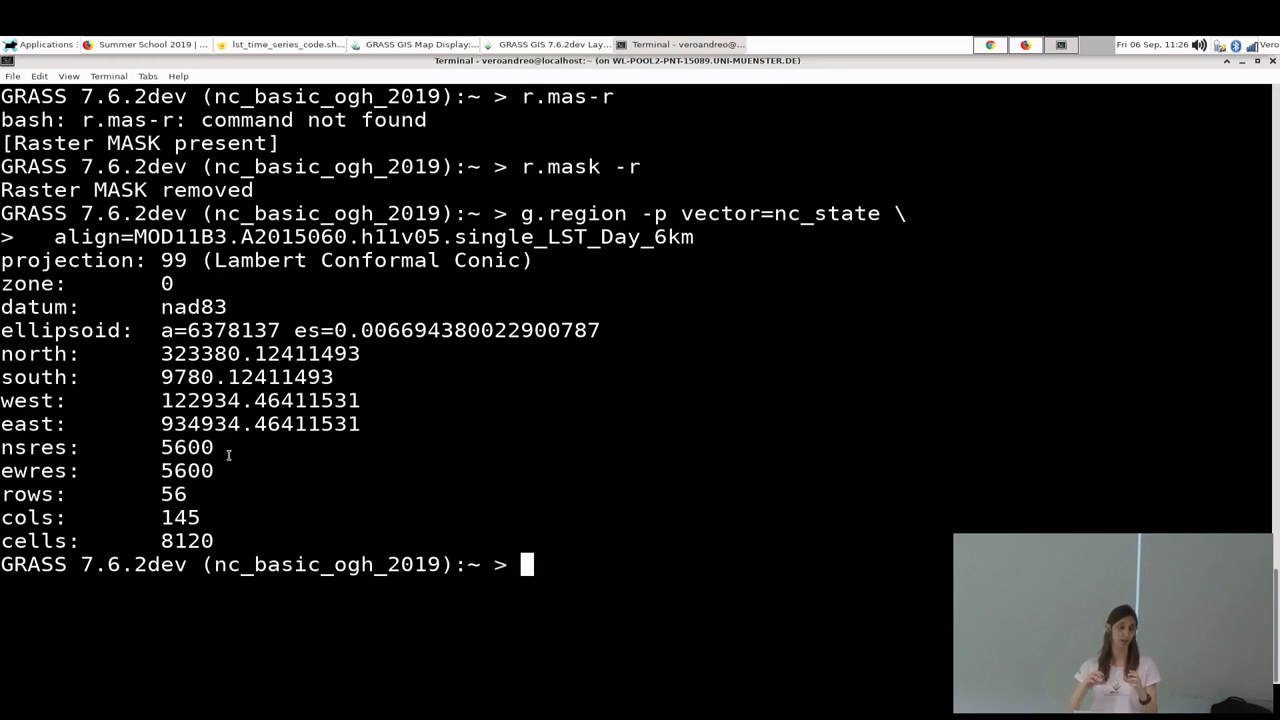 Applications
Summer School 2019 | ...
lst_time_series_code.sh...
GRASS GIS Map Display:...
GRASS GIS 7.6.2dev Lay...
Terminal - veroandreo@...
Fri 06 Sep, 11:26
Vero
Terminal - veroandreo@localhost:~ (on WL-POOL2-PNT-15089.UNI-MUENSTER.DE)
File Edit View Terminal Tabs Help
GRASS 7.6.2dev (nc_basic_ogh_2019):~ > r.mas-r
bash: r.mas-r: command not found
[Raster MASK present]
GRASS 7.6.2dev (nc_basic_ogh_2019):~ > r.mask -r
Raster MASK removed
GRASS 7.6.2dev (nc_basic_ogh_2019):~ > g.region -p vector=nc_state \
>   align=MOD11B3.A2015060.h11v05.single_LST_Day_6km
projection: 99 (Lambert Conformal Conic)
zone:       0
datum:      nad83
ellipsoid:  a=6378137 es=0.006694380022900787
north:      323380.12411493
south:      9780.12411493
west:       122934.46411531
east:       934934.46411531
nsres:      5600
ewres:      5600
rows:       56
cols:       145
cells:      8120
GRASS 7.6.2dev (nc_basic_ogh_2019):~ >